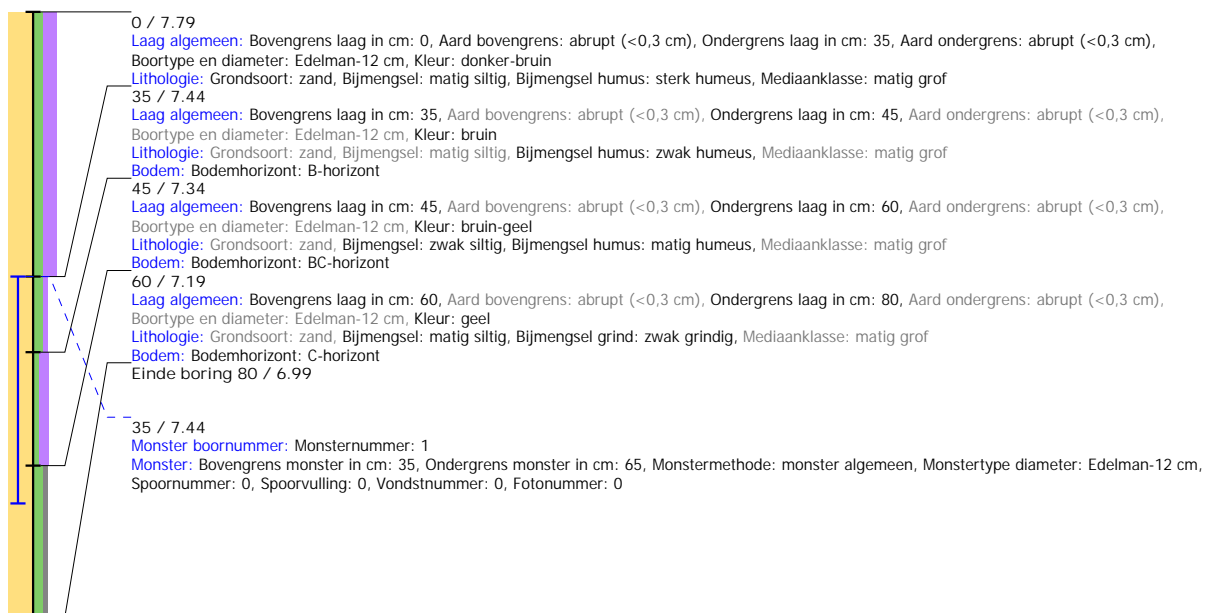 0 / 7.79
Laag algemeen: Bovengrens laag in cm: 0, Aard bovengrens: abrupt (<0,3 cm), Ondergrens laag in cm: 35, Aard ondergrens: abrupt (<0,3 cm),
Boortype en diameter: Edelman-12 cm, Kleur: donker-bruin
Lithologie: Grondsoort: zand, Bijmengsel: matig siltig, Bijmengsel humus: sterk humeus, Mediaanklasse: matig grof
35 / 7.44
Laag algemeen: Bovengrens laag in cm: 35, Aard bovengrens: abrupt (<0,3 cm), Ondergrens laag in cm: 45, Aard ondergrens: abrupt (<0,3 cm),
Boortype en diameter: Edelman-12 cm, Kleur: bruin
Lithologie: Grondsoort: zand, Bijmengsel: matig siltig, Bijmengsel humus: zwak humeus, Mediaanklasse: matig grof
Bodem: Bodemhorizont: B-horizont
45 / 7.34
Laag algemeen: Bovengrens laag in cm: 45, Aard bovengrens: abrupt (<0,3 cm), Ondergrens laag in cm: 60, Aard ondergrens: abrupt (<0,3 cm),
Boortype en diameter: Edelman-12 cm, Kleur: bruin-geel
Lithologie: Grondsoort: zand, Bijmengsel: zwak siltig, Bijmengsel humus: matig humeus, Mediaanklasse: matig grof
Bodem: Bodemhorizont: BC-horizont
60 / 7.19
Laag algemeen: Bovengrens laag in cm: 60, Aard bovengrens: abrupt (<0,3 cm), Ondergrens laag in cm: 80, Aard ondergrens: abrupt (<0,3 cm),
Boortype en diameter: Edelman-12 cm, Kleur: geel
Lithologie: Grondsoort: zand, Bijmengsel: matig siltig, Bijmengsel grind: zwak grindig, Mediaanklasse: matig grof
Bodem: Bodemhorizont: C-horizont
Einde boring 80 / 6.99
35 / 7.44
Monster boornummer: Monsternummer: 1
Monster: Bovengrens monster in cm: 35, Ondergrens monster in cm: 65, Monstermethode: monster algemeen, Monstertype diameter: Edelman-12 cm,
Spoornummer: 0, Spoorvulling: 0, Vondstnummer: 0, Fotonummer: 0